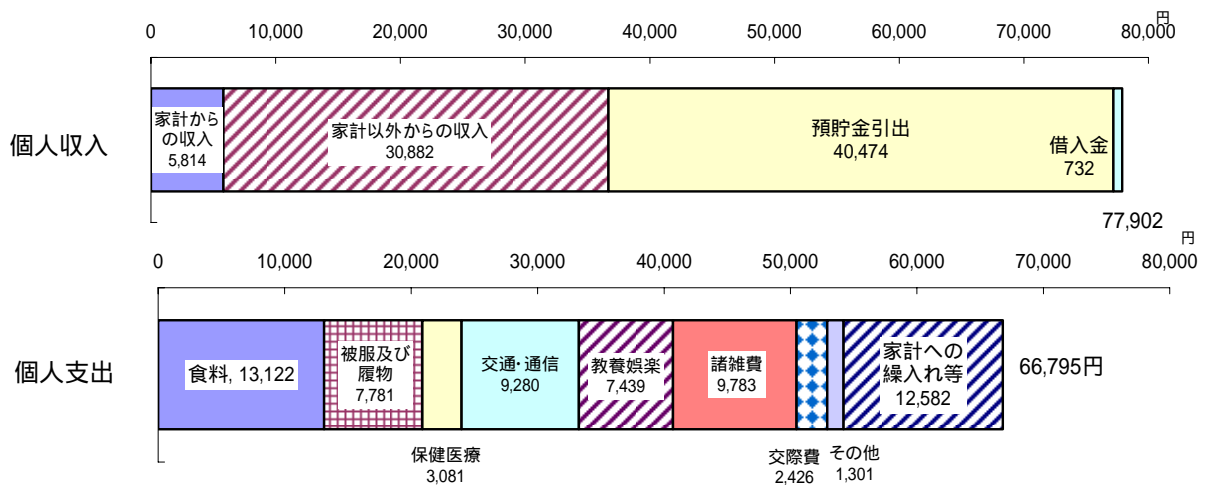 円
0 10,000 20,000 30,000 40,000 50,000 60,000 70,000 80,000
個人収入
家計から
の収入
5,814
家計以外からの収入
30,882
預貯金引出
40,474
借入金
732
77,902
円
0 10,000 20,000 30,000 40,000 50,000 60,000 70,000 80,000
個人支出
食料, 13,122
被服及び
履物
7,781
交通・通信
9,280
教養娯楽
7,439
諸雑費
9,783
家計への
繰入れ等
12,582
66,795円
保健医療
3,081
交際費
2,426
その他
1,301